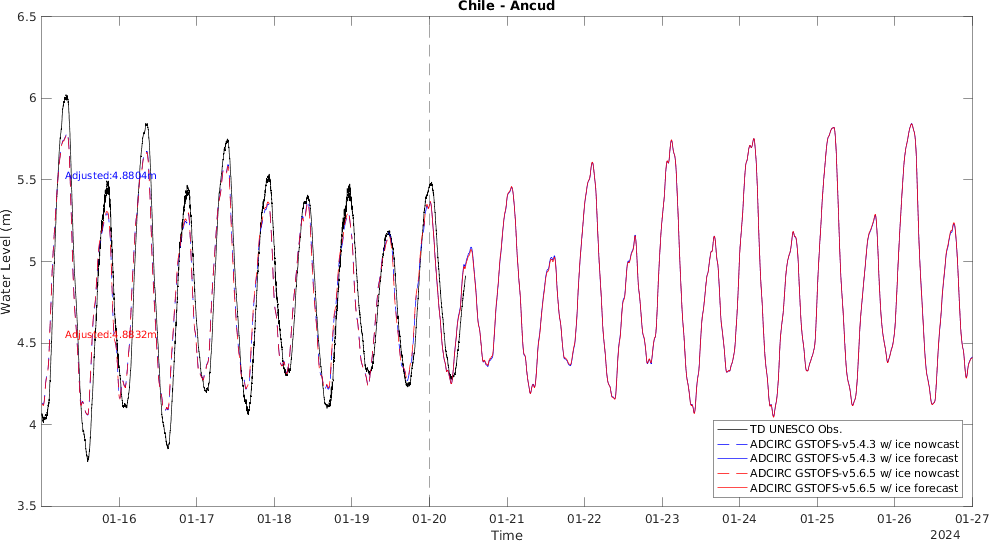 Chile - Ancud
6.5
6
5.5
5
4.5
4
3.5
Water Level (m)
Adjusted:4.8804m
Adjusted:4.8832m
TD UNESCO Obs.
ADCIRC GSTOFS-v5.4.3 w/ ice nowcast
ADCIRC GSTOFS-v5.4.3 w/ ice forecast
ADCIRC GSTOFS-v5.6.5 w/ ice nowcast
ADCIRC GSTOFS-v5.6.5 w/ ice forecast
01-16 01-17 01-18 01-19 01-20 01-21 01-22 01-23 01-24 01-25 01-26 01-27
Time
2024